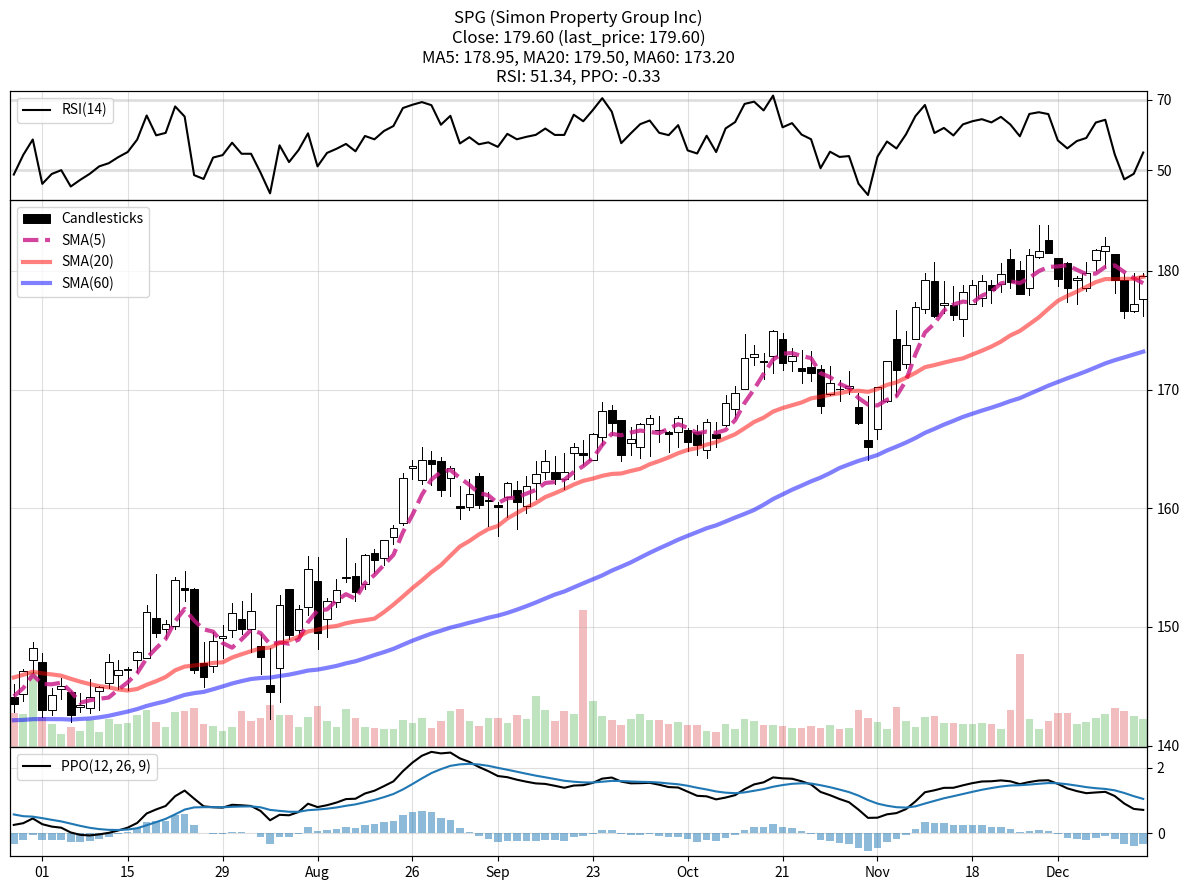 SPG (Simon Property Group Inc)
Close: 179.60 (last_price: 179.60)
MA5: 178.95, MA20: 179.50, MA60: 173.20
RSI: 51.34, PPO: -0.33
RSI(14)
70
50
Candlesticks
SMA(5)
SMA(20)
SMA(60)
180
170
160
150
140
PPO(12, 26, 9)
2
0
01 15 29 Aug 26 Sep 23 Oct 21 Nov 18 Dec